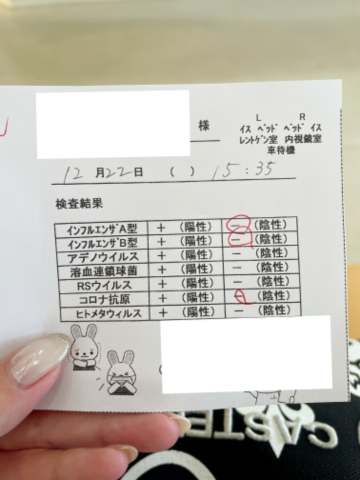 様
L R
イス ベッド ベッド イス
レントゲン室 内視鏡室
車待機
12月22日 ( ) 15:35
検査結果
インフルエンザA型 + (陽性) - (陰性)
インフルエンザB型 + (陽性) - (陰性)
アデノウイルス + (陽性) - (陰性)
溶血連鎖球菌 + (陽性) - (陰性)
RSウイルス + (陽性) - (陰性)
コロナ抗原 + (陽性) - (陰性)
ヒトメタウィルス + (陽性) - (陰性)
(
CASTE